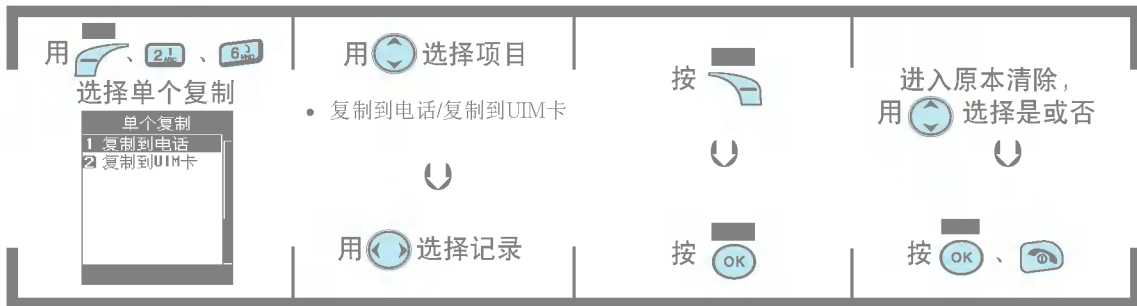 用 、 2 ABC 、 6 MNO
选择单个复制
单个复制
1 复制到电话
2 复制到UIM卡
用 选择项目
• 复制到电话/复制到UIM卡
用 选择记录
按
按 OK
进入原本清除,
用 选择是或否
按 OK 、